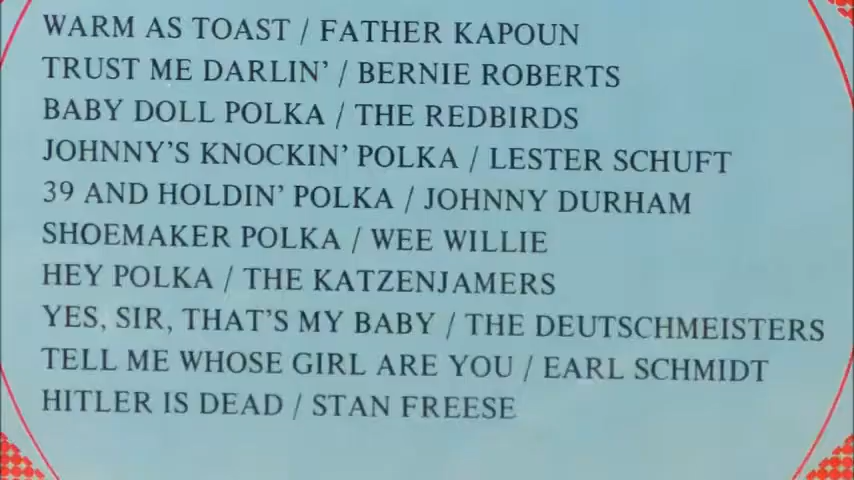 WARM AS TOAST / FATHER KAPOUN
TRUST ME DARLIN' / BERNIE ROBERTS
BABY DOLL POLKA / THE REDBIRDS
JOHNNY'S KNOCKIN' POLKA / LESTER SCHUFT
39 AND HOLDIN' POLKA / JOHNNY DURHAM
SHOEMAKER POLKA / WEE WILLIE
HEY POLKA / THE KATZENJAMERS
YES, SIR, THAT'S MY BABY / THE DEUTSCHMEISTERS
TELL ME WHOSE GIRL ARE YOU / EARL SCHMIDT
HITLER IS DEAD / STAN FREESE